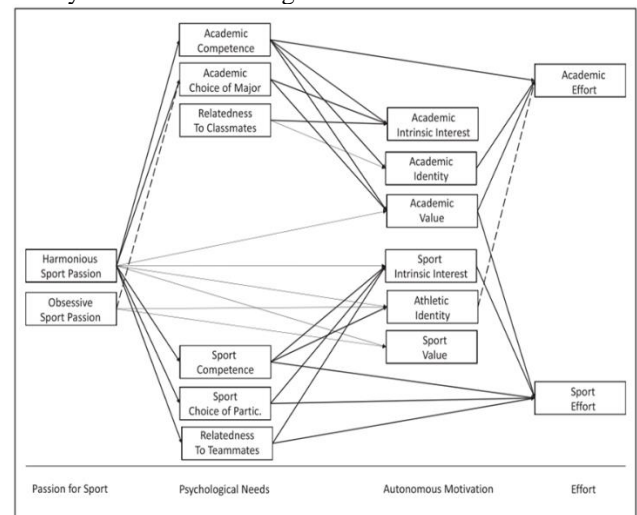 Academic
Competence
Academic
Choice of Major
Relatedness
To Classmates
Academic
Effort
Academic
Intrinsic Interest
Academic
Identity
Academic
Value
Harmonious
Sport Passion
Obsessive
Sport Passion
Sport
Intrinsic Interest
Athletic
Identity
Sport
Value
Sport
Competence
Sport
Choice of Partic.
Relatedness
To Teammates
Sport
Effort
Passion for Sport
Psychological Needs
Autonomous Motivation
Effort